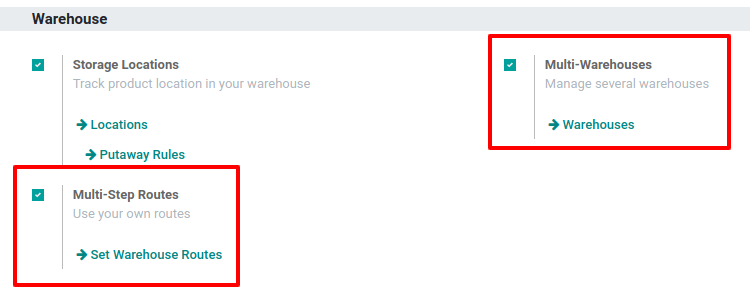 Warehouse
Storage Locations
Track product location in your warehouse
Locations
Putaway Rules
Multi-Warehouses
Manage several warehouses
Warehouses
Multi-Step Routes
Use your own routes
Set Warehouse Routes